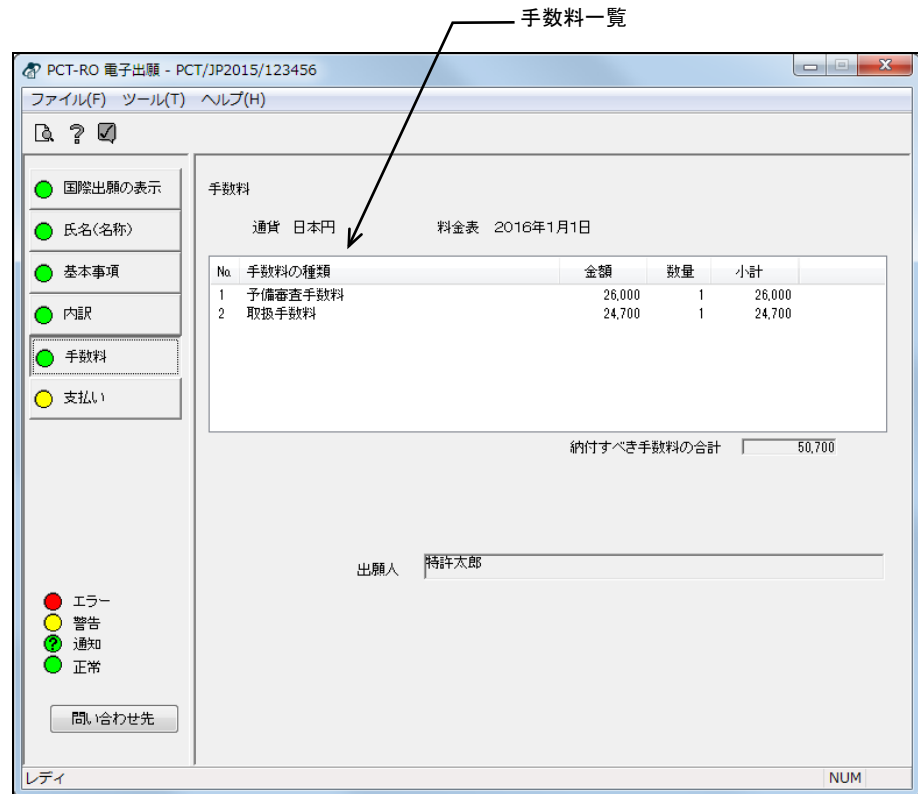 手数料一覧
PCT-RO 電子出願 - PCT/JP2015/123456
ファイル(F) ツール(T) ヘルプ(H)
国際出願の表示
氏名(名称)
基本事項
内訳
手数料
支払い
手数料
通貨 日本円 料金表 2016年1月1日
No. 手数料の種類 金額 数量 小計
1 予備審査手数料 26,000 1 26,000
2 取扱手数料 24,700 1 24,700
納付すべき手数料の合計 50,700
出願人 特許太郎
エラー
警告
? 通知
正常
問い合わせ先
レディ NUM